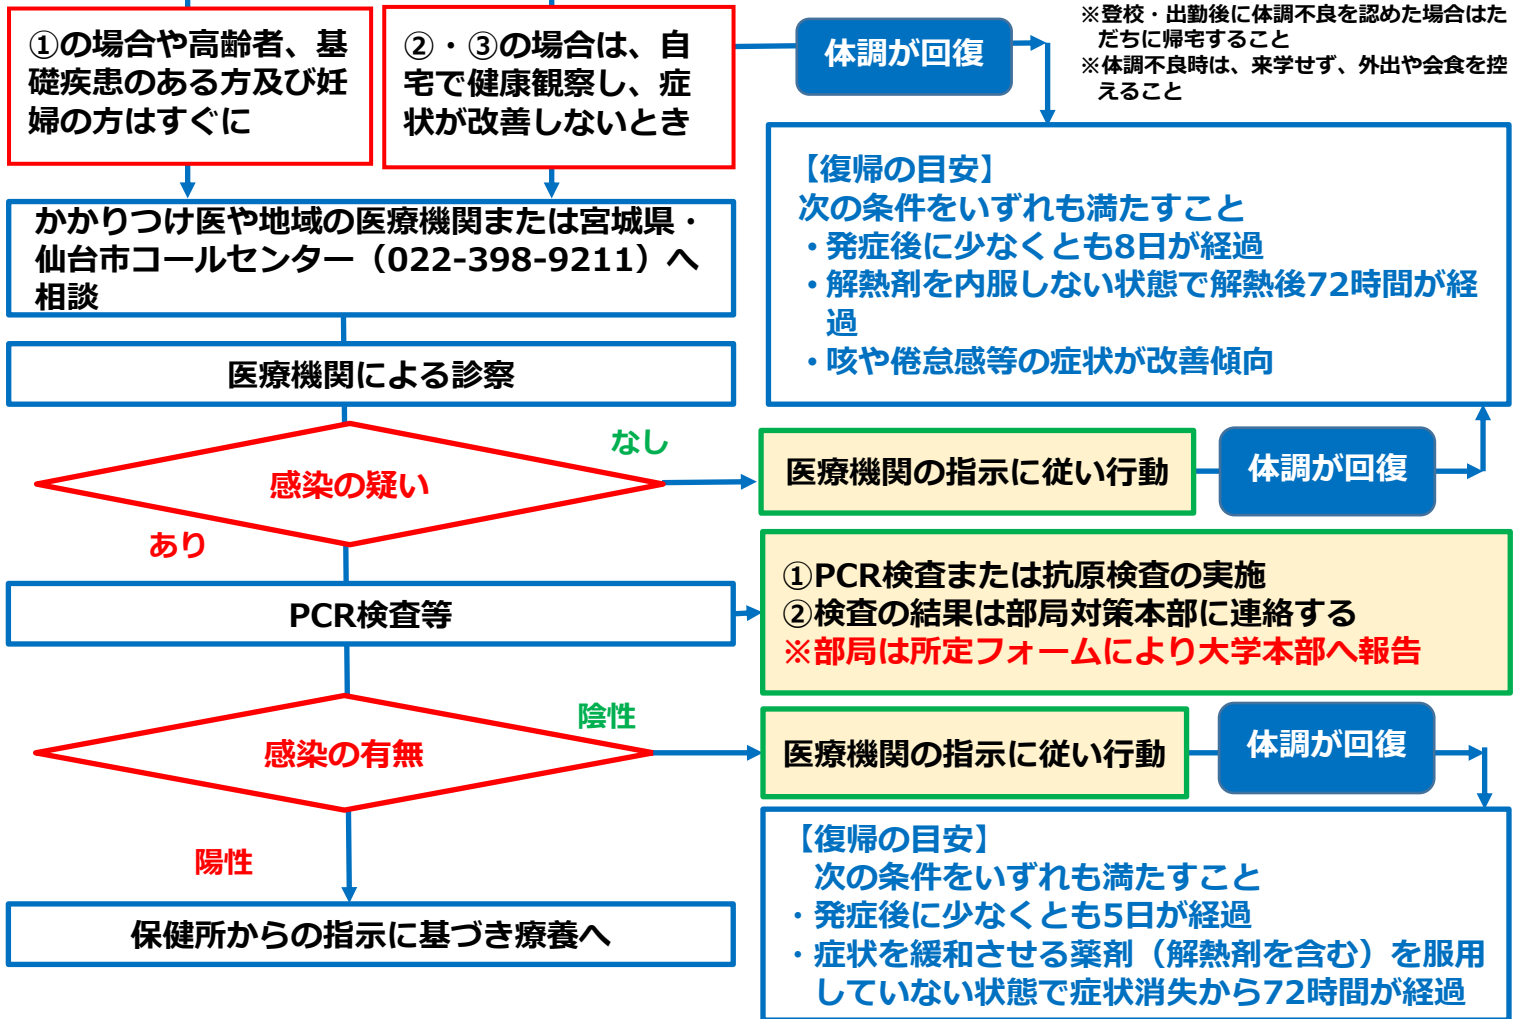 ①の場合や高齢者、基
礎疾患のある方及び妊
婦の方はすぐに
②・③の場合は、自
宅で健康観察し、症
状が改善しないとき
体調が回復
※登校・出勤後に体調不良を認めた場合はた
だちに帰宅すること
※体調不良時は、来学せず、外出や会食を控
えること
【復帰の目安】
次の条件をいずれも満たすこと
・発症後に少なくとも8日が経過
・解熱剤を内服しない状態で解熱後72時間が経
過
・咳や倦怠感等の症状が改善傾向
かかりつけ医や地域の医療機関または宮城県・
仙台市コールセンター（022-398-9211）へ
相談
医療機関による診察
感染の疑い
なし
あり
医療機関の指示に従い行動
体調が回復
PCR検査等
①PCR検査または抗原検査の実施
②検査の結果は部局対策本部に連絡する
※部局は所定フォームにより大学本部へ報告
感染の有無
陰性
陽性
医療機関の指示に従い行動
体調が回復
保健所からの指示に基づき療養へ
【復帰の目安】
次の条件をいずれも満たすこと
・発症後に少なくとも5日が経過
・症状を緩和させる薬剤（解熱剤を含む）を服用
していない状態で症状消失から72時間が経過